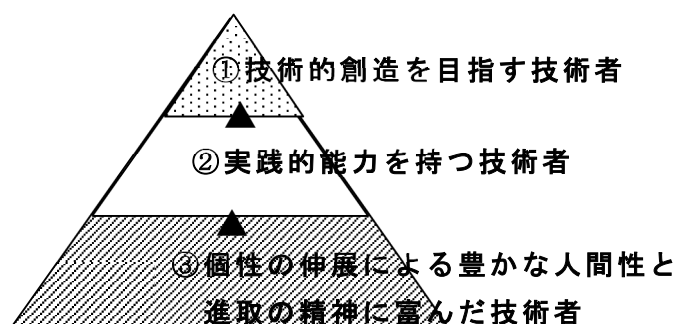 ①技術的創造を目指す技術者
②実践的能力を持つ技術者
③個性の伸展による豊かな人間性と
進取の精神に富んだ技術者